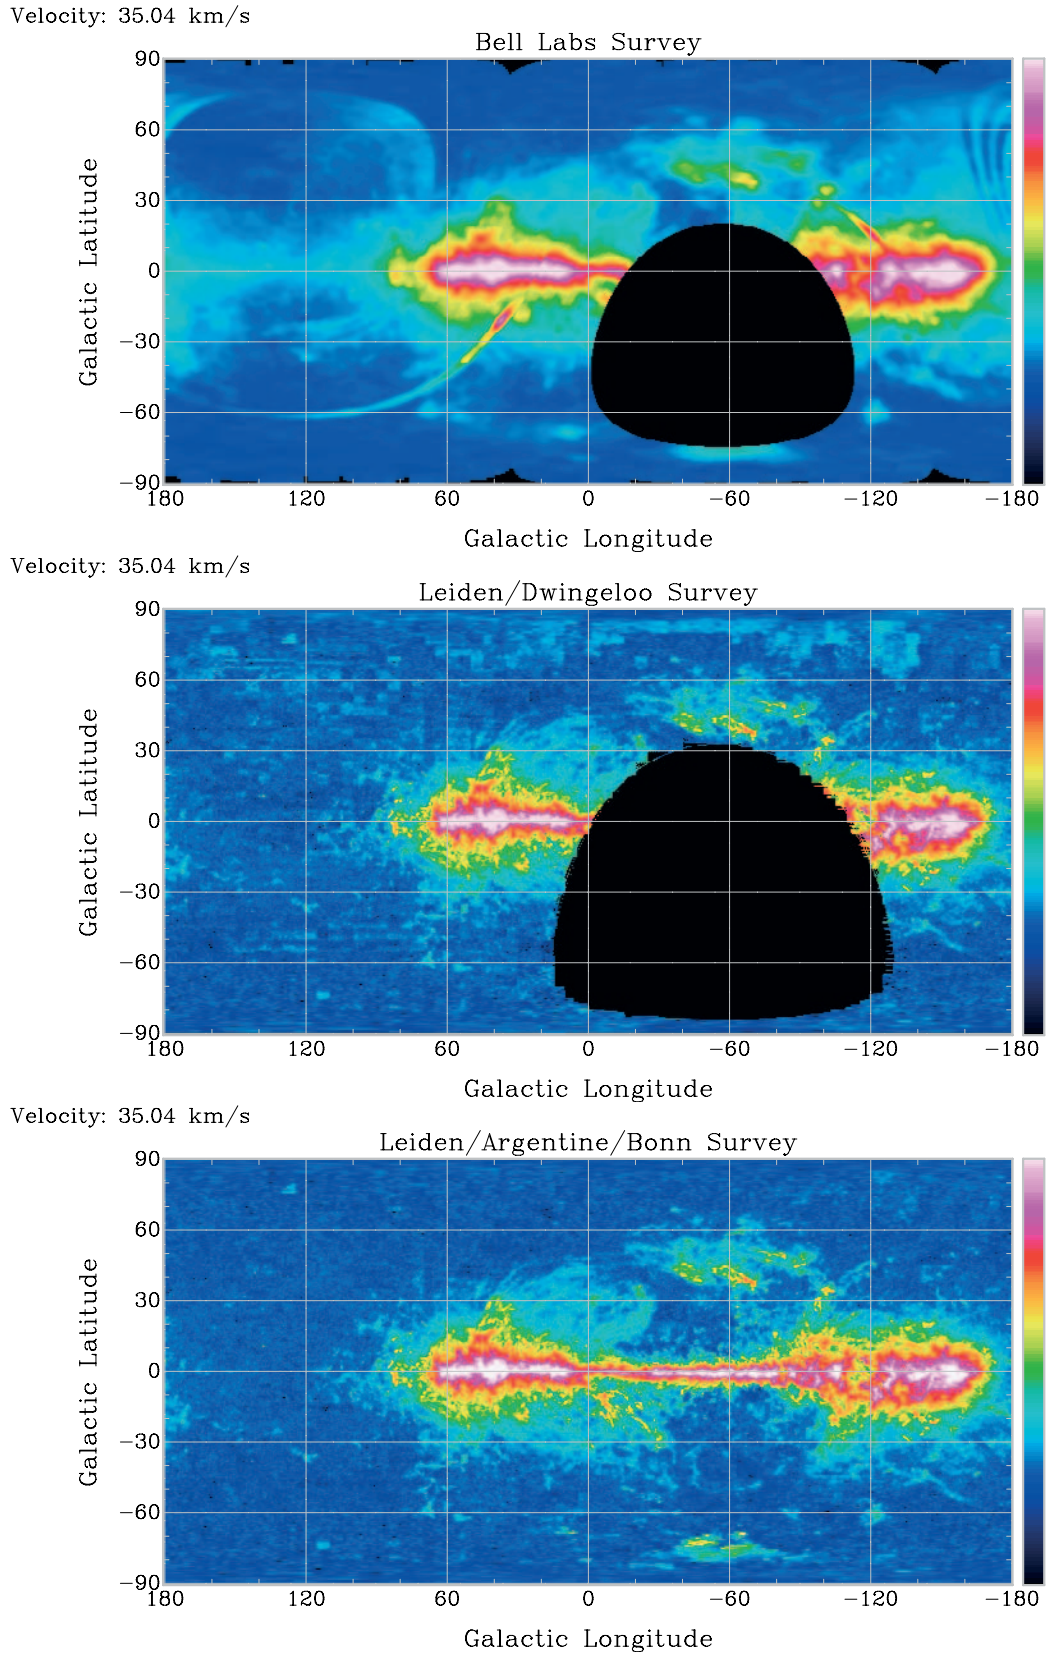 Velocity: 35.04 km/s
Bell Labs Survey
90
60
30
0
−30
−60
−90
Galactic Latitude
180 120 60 0 −60 −120 −180
Galactic Longitude
Velocity: 35.04 km/s
Leiden/Dwingeloo Survey
90
60
30
0
−30
−60
−90
Galactic Latitude
180 120 60 0 −60 −120 −180
Galactic Longitude
Velocity: 35.04 km/s
Leiden/Argentine/Bonn Survey
90
60
30
0
−30
−60
−90
Galactic Latitude
180 120 60 0 −60 −120 −180
Galactic Longitude